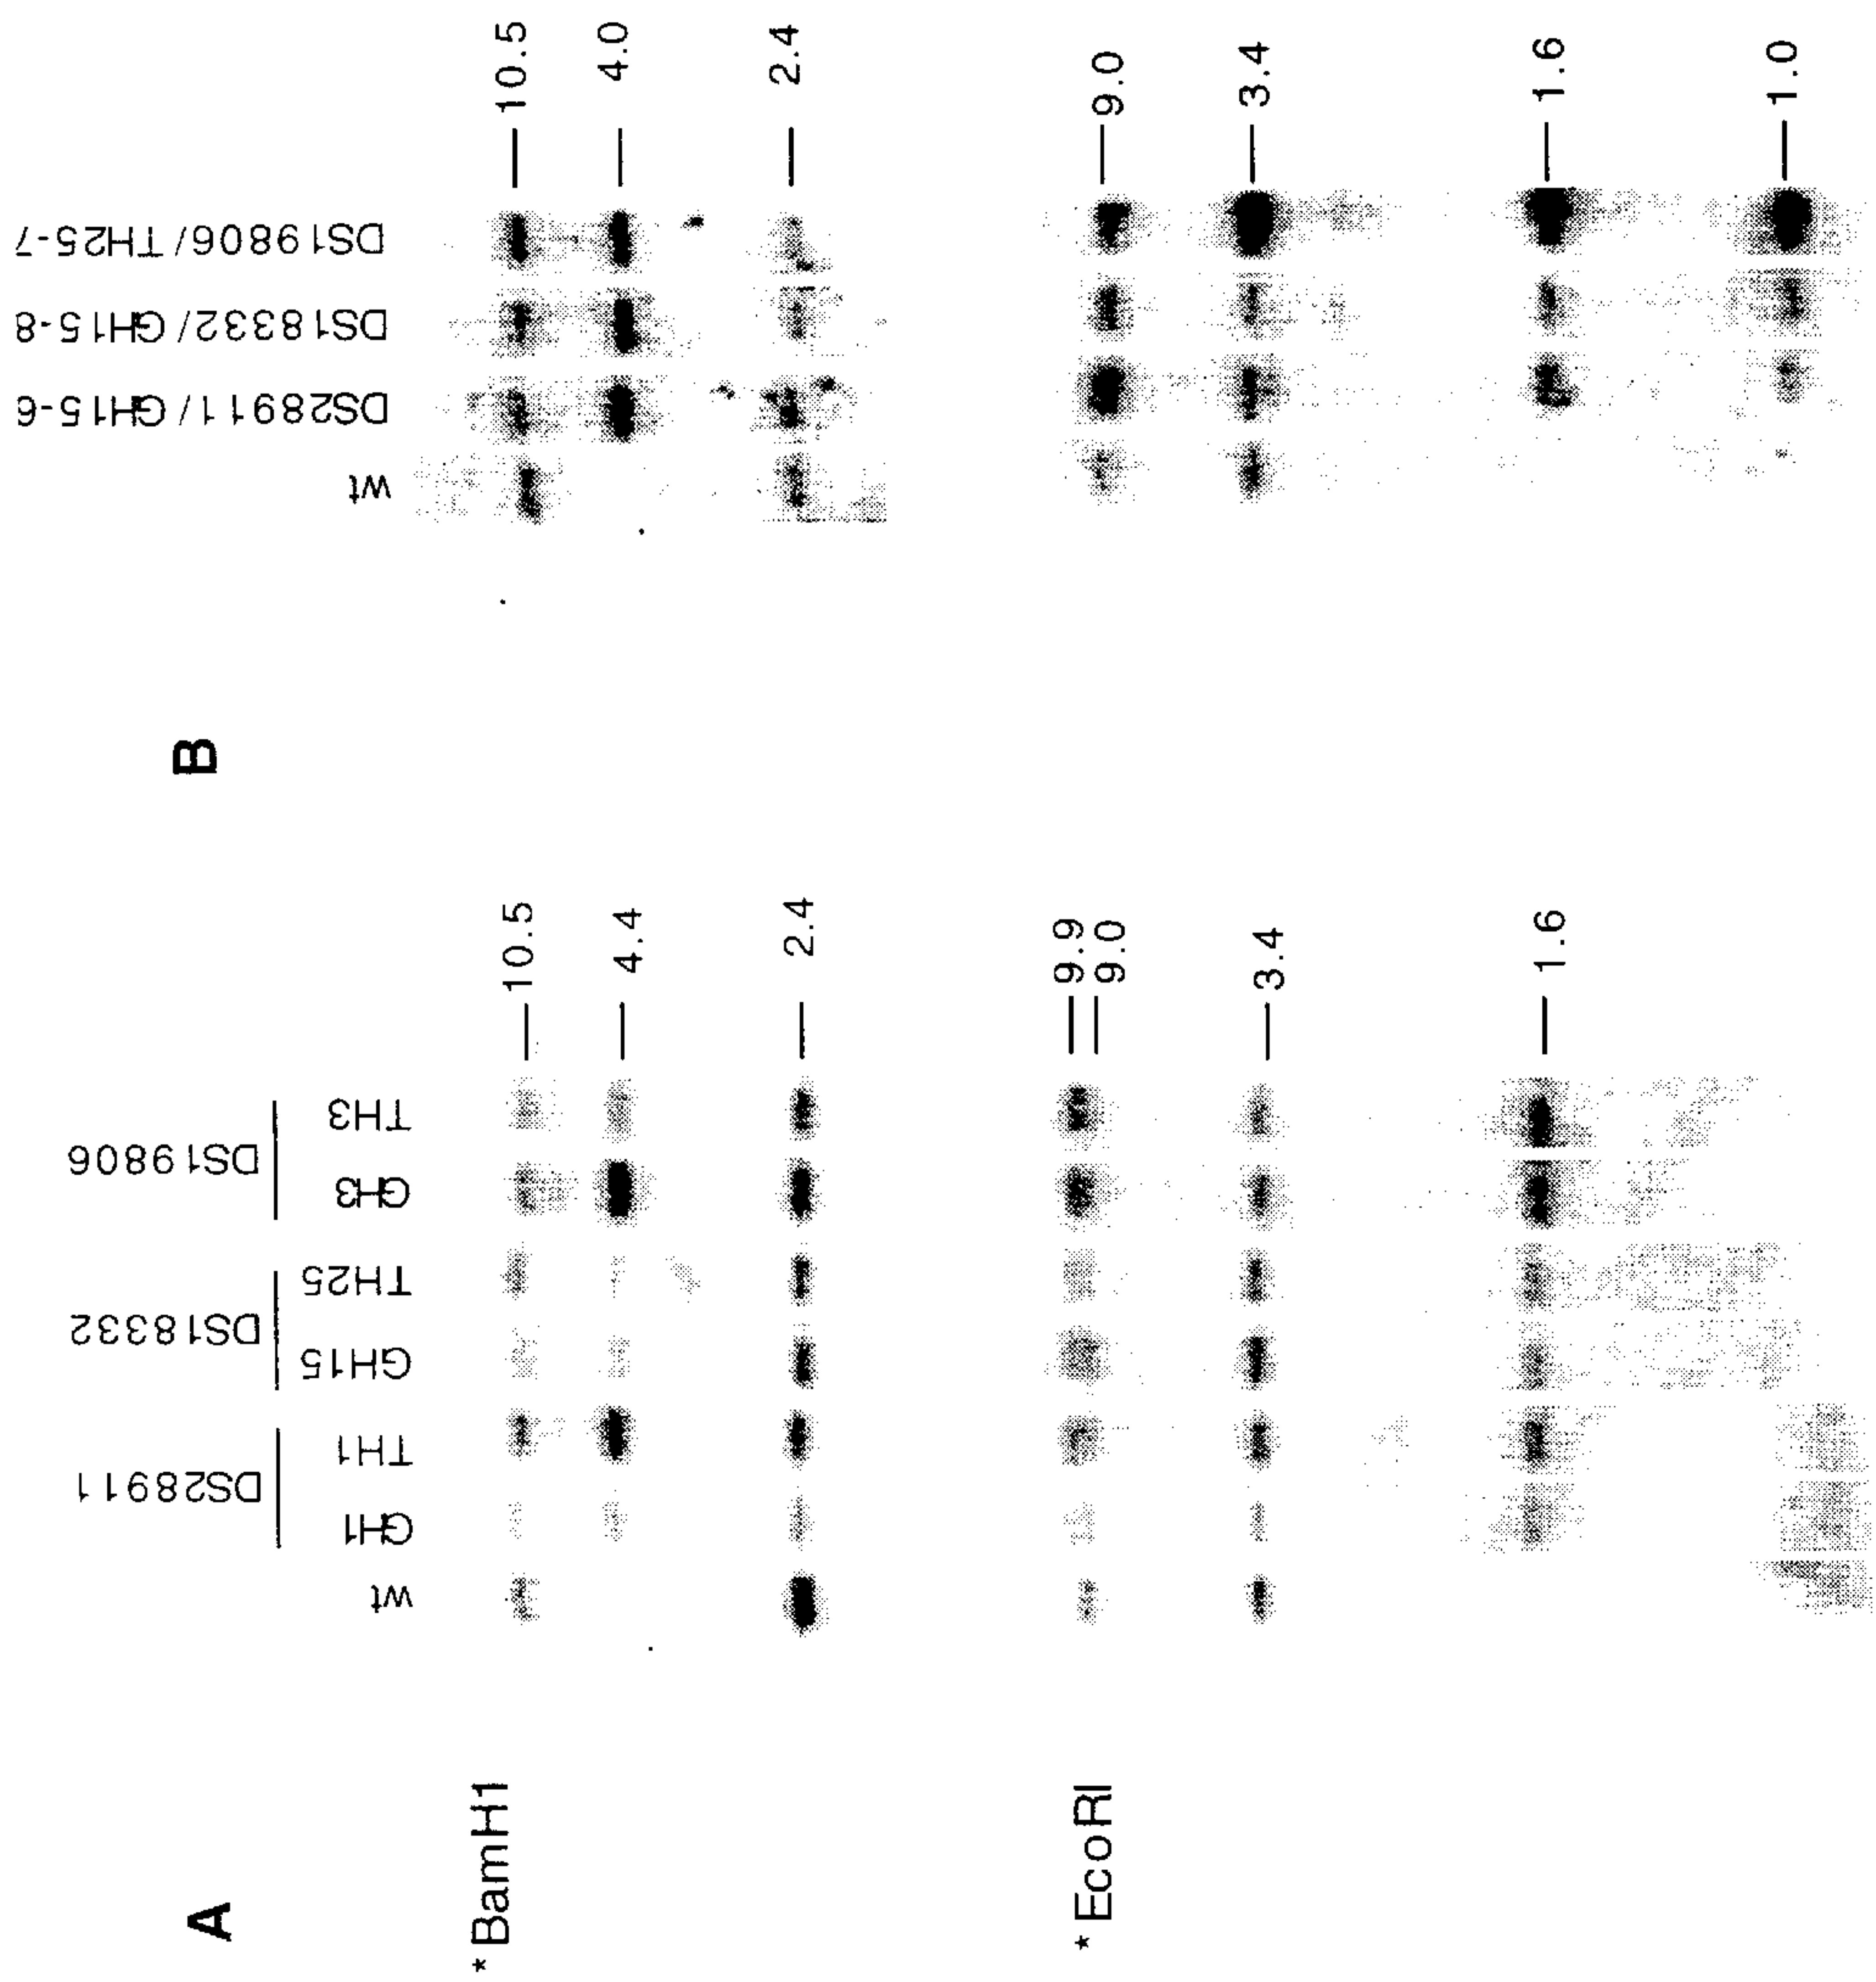 A
DS28911
DS18332
DS19806
wt
GH1
TH1
GH15
TH25
GH3
TH3
*BamH1
10.5
4.4
2.4
*EcoRI
9.9
9.0
3.4
1.6
B
wt
DS28911/GH15-6
DS18332/GH15-8
DS19806/TH25-7
10.5
4.0
2.4
9.0
3.4
1.6
1.0